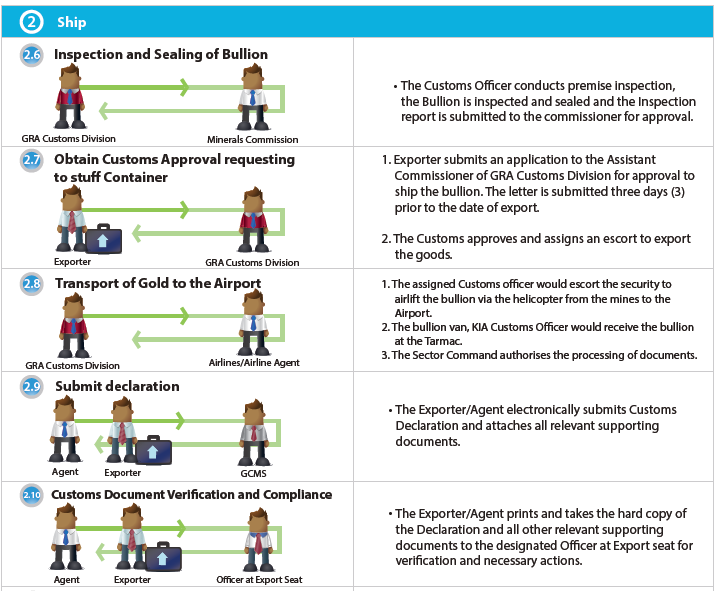 2 Ship
2.6 Inspection and Sealing of Bullion
GRA Customs Division
Minerals Commission
• The Customs Officer conducts premise inspection,
the Bullion is inspected and sealed and the Inspection
report is submitted to the commissioner for approval.
2.7 Obtain Customs Approval requesting
to stuff Container
Exporter
GRA Customs Division
1. Exporter submits an application to the Assistant
Commissioner of GRA Customs Division for approval to
ship the bullion. The letter is submitted three days (3)
prior to the date of export.
2. The Customs approves and assigns an escort to export
the goods.
2.8 Transport of Gold to the Airport
GRA Customs Division
Airlines/Airline Agent
1. The assigned Customs officer would escort the security to
airlift the bullion via the helicopter from the mines to the
Airport.
2. The bullion van, KIA Customs Officer would receive the bullion
at the Tarmac.
3. The Sector Command authorises the processing of documents.
2.9 Submit declaration
Agent
Exporter
GCMS
• The Exporter/Agent electronically submits Customs
Declaration and attaches all relevant supporting
documents.
2.10 Customs Document Verification and Compliance
Agent
Exporter
Officer at Export Seat
• The Exporter/Agent prints and takes the hard copy of
the Declaration and all other relevant supporting
documents to the designated Officer at Export seat for
verification and necessary actions.